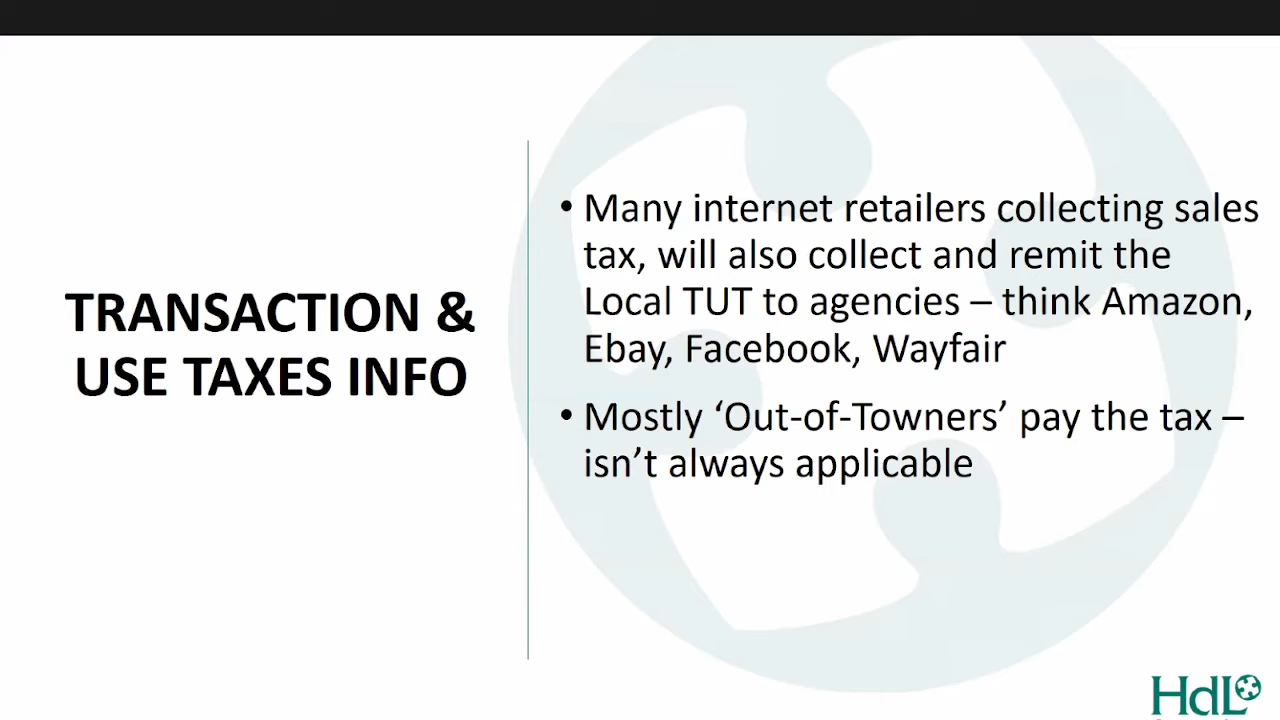 TRANSACTION &
USE TAXES INFO
• Many internet retailers collecting sales
tax, will also collect and remit the
Local TUT to agencies – think Amazon,
Ebay, Facebook, Wayfair
• Mostly ‘Out-of-Towners’ pay the tax –
isn’t always applicable
HdL